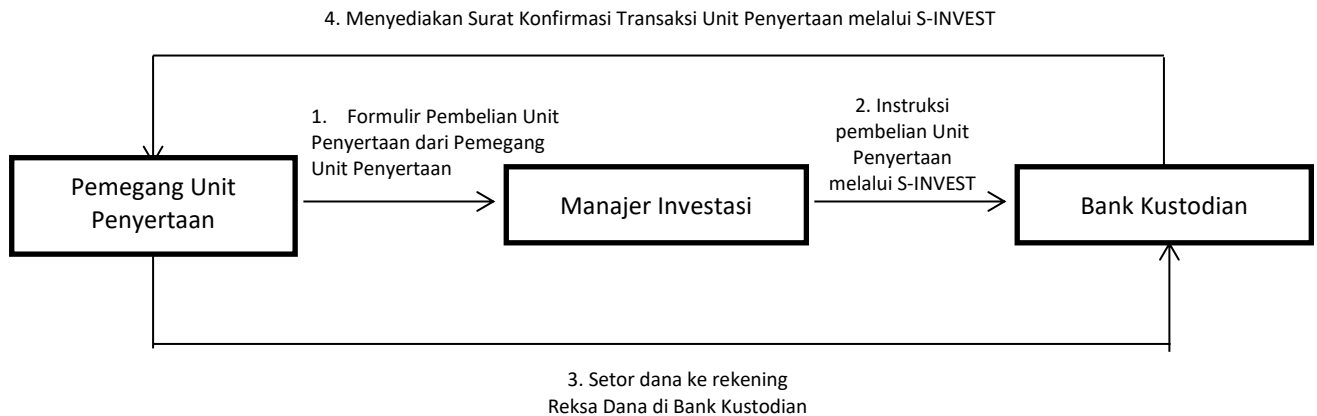 4. Menyediakan Surat Konfirmasi Transaksi Unit Penyertaan melalui S-INVEST
1. Formulir Pembelian Unit
Penyertaan dari Pemegang
Unit Penyertaan
2. Instruksi
pembelian Unit
Penyertaan
melalui S-INVEST
Pemegang Unit
Penyertaan
Manajer Investasi
Bank Kustodian
3. Setor dana ke rekening
Reksa Dana di Bank Kustodian